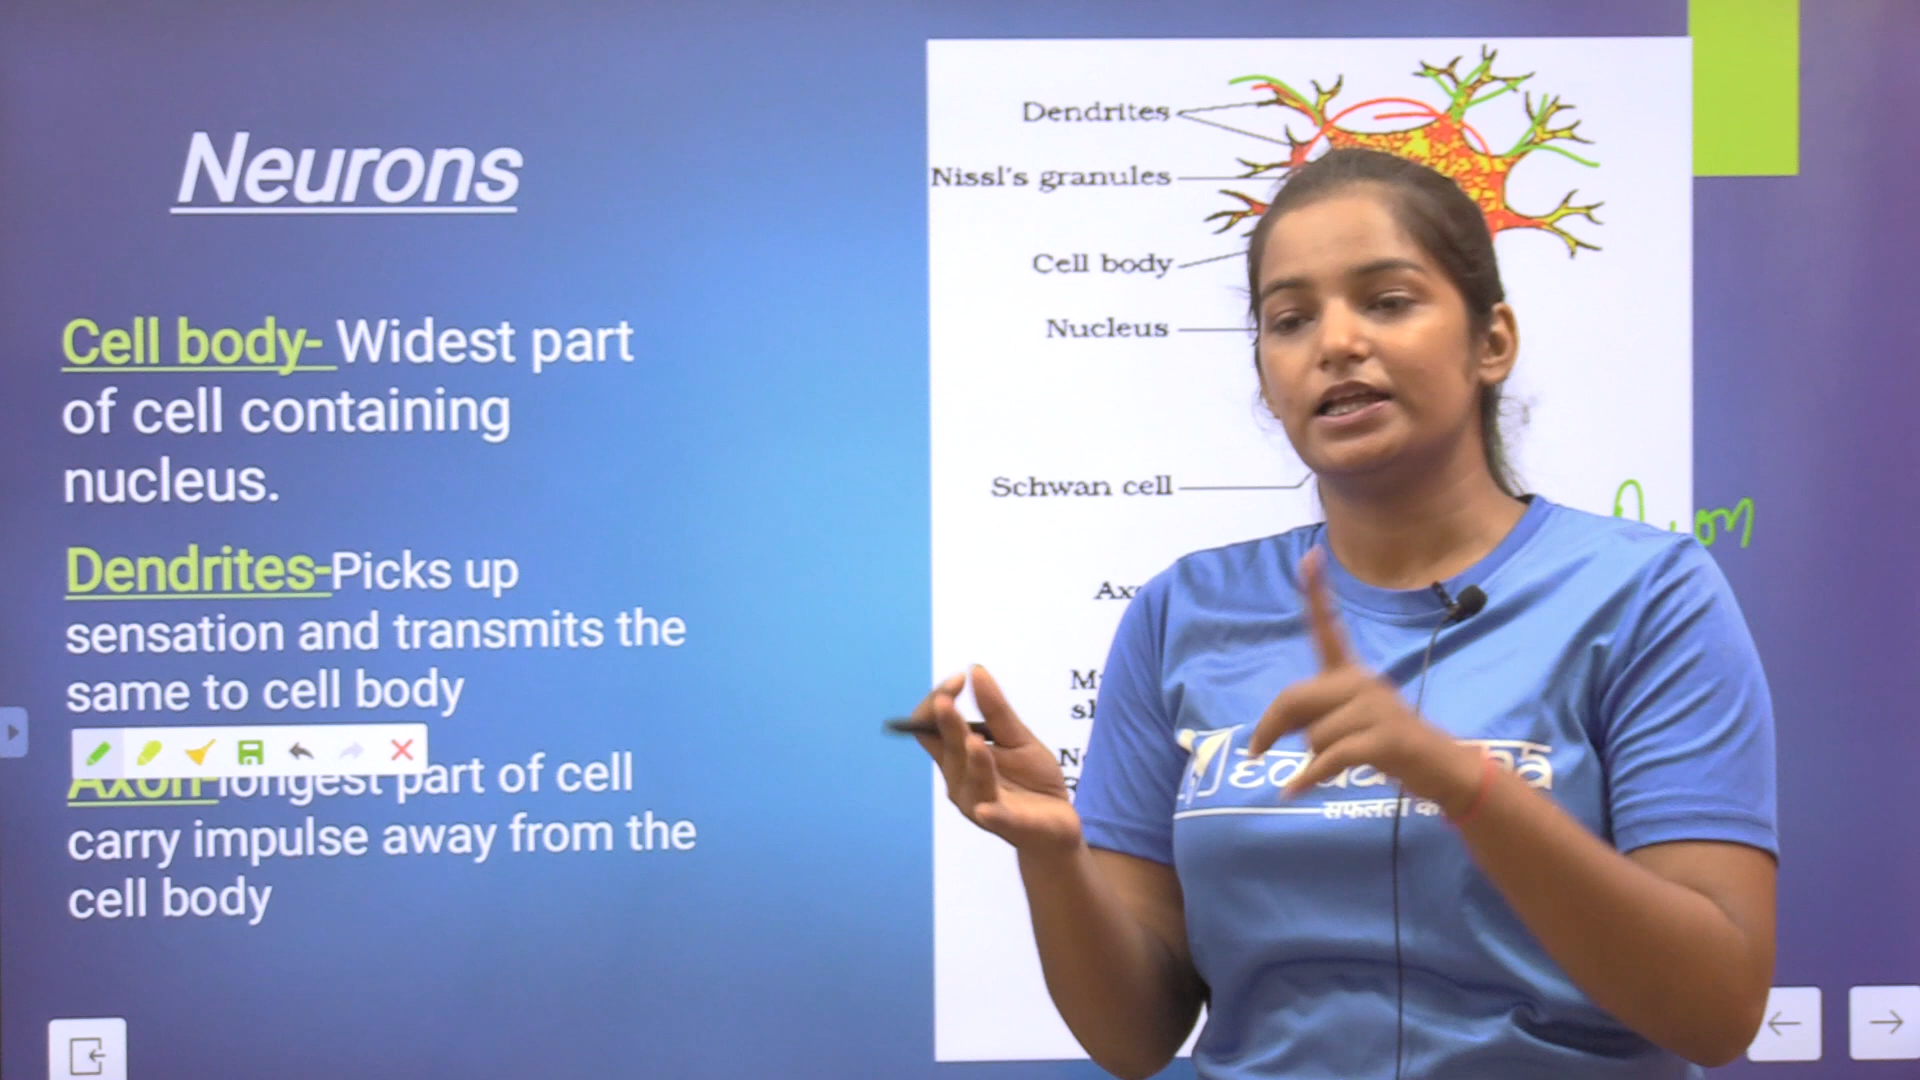 Neurons
Cell body- Widest part
of cell containing
nucleus.
Dendrites-Picks up
sensation and transmits the
same to cell body
Axon-longest part of cell
carry impulse away from the
cell body
Dendrites
Nissl's granules
Cell body
Nucleus
Schwan cell
सफलता